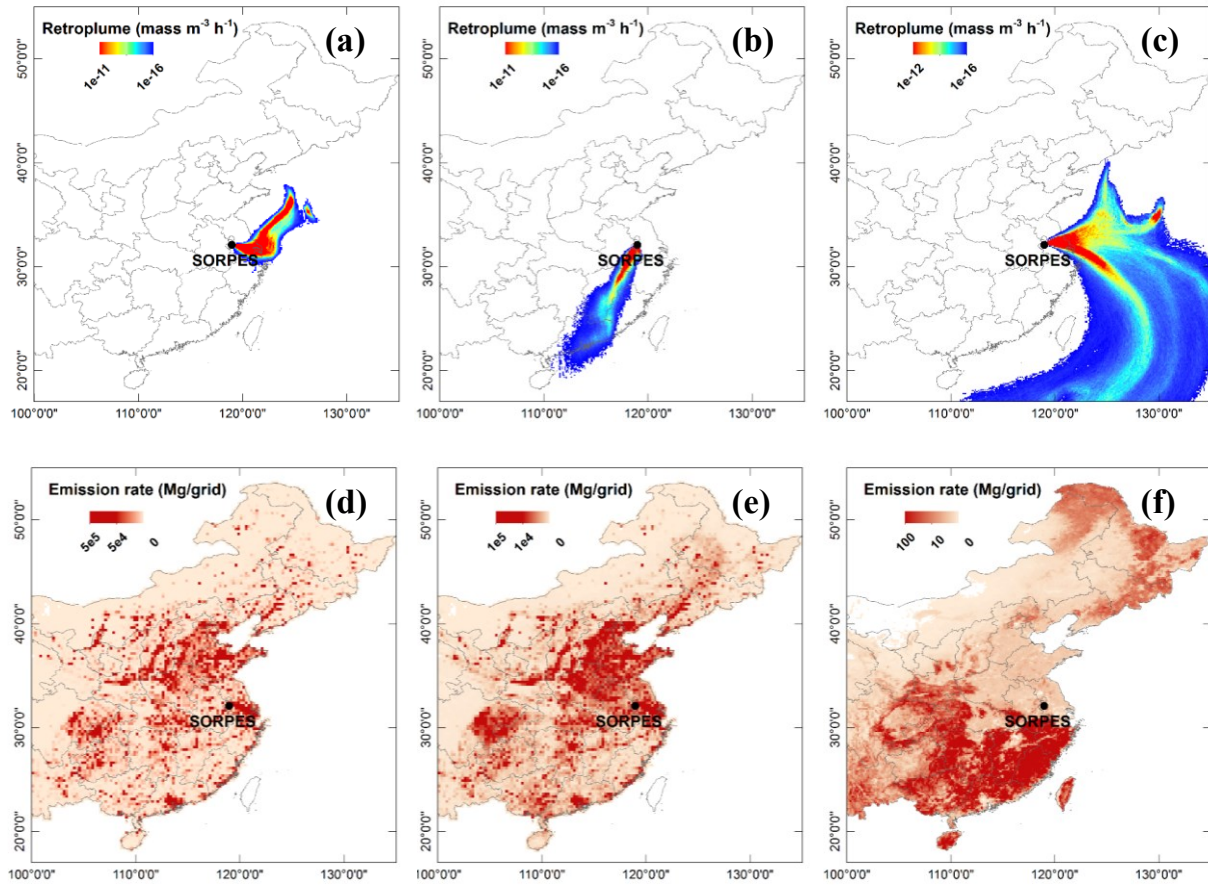 Retroplume (mass m⁻³ h⁻¹) (a)
1e-11 1e-16
50°0'0"
40°0'0"
30°0'0"
20°0'0"
SORPES
100°0'0" 110°0'0" 120°0'0" 130°0'0"
Retroplume (mass m⁻³ h⁻¹) (b)
1e-11 1e-16
50°0'0"
40°0'0"
30°0'0"
20°0'0"
SORPES
100°0'0" 110°0'0" 120°0'0" 130°0'0"
Retroplume (mass m⁻³ h⁻¹) (c)
1e-12 1e-16
50°0'0"
40°0'0"
30°0'0"
20°0'0"
SORPES
100°0'0" 110°0'0" 120°0'0" 130°0'0"
Emission rate (Mg/grid) (d)
5e5 5e4 0
50°0'0"
40°0'0"
30°0'0"
20°0'0"
SORPES
100°0'0" 110°0'0" 120°0'0" 130°0'0"
Emission rate (Mg/grid) (e)
1e5 1e4 0
50°0'0"
40°0'0"
30°0'0"
20°0'0"
SORPES
100°0'0" 110°0'0" 120°0'0" 130°0'0"
Emission rate (Mg/grid) (f)
100 10 0
50°0'0"
40°0'0"
30°0'0"
20°0'0"
SORPES
100°0'0" 110°0'0" 120°0'0" 130°0'0"